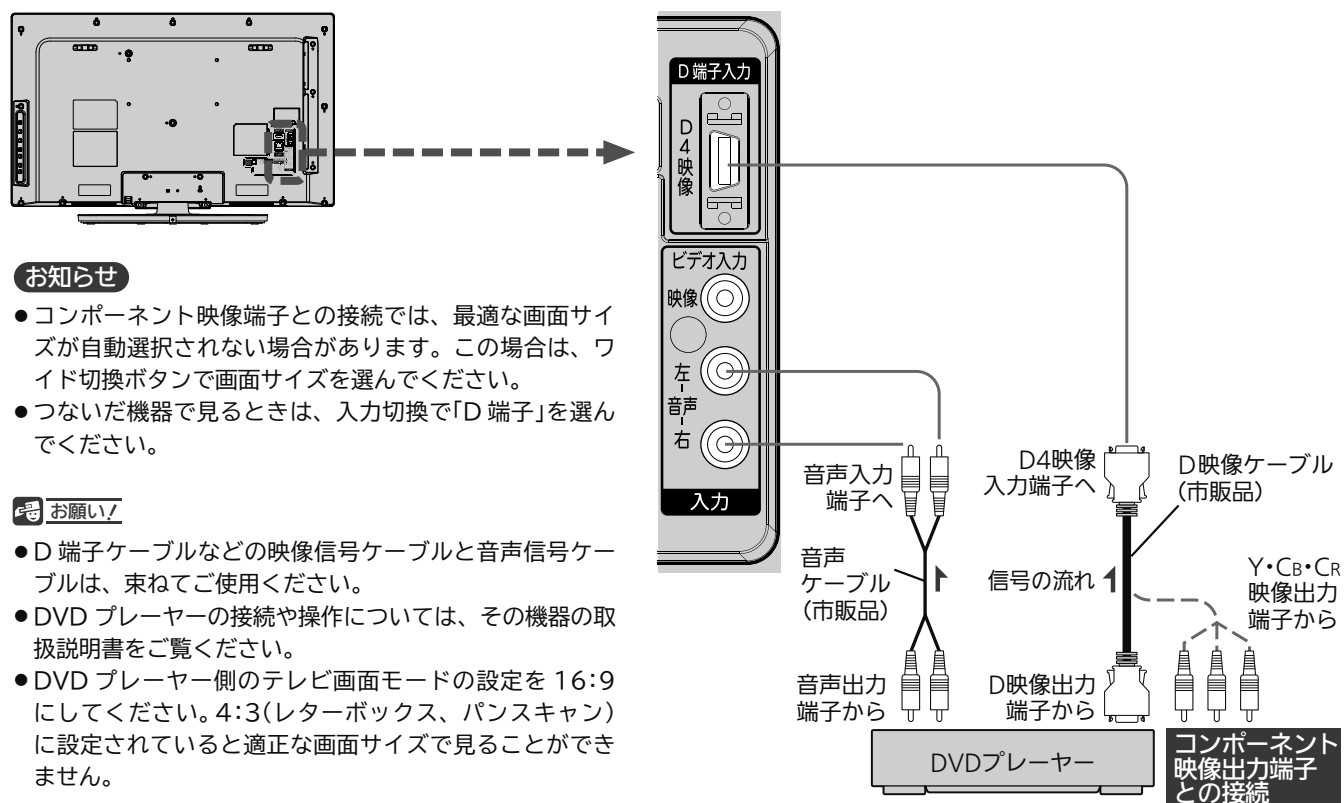 お知らせ
●コンポーネント映像端子との接続では、最適な画面サイ
ズが自動選択されない場合があります。この場合は、ワ
イド切換ボタンで画面サイズを選んでください。
●つないだ機器で見るときは、入力切換で「D 端子」を選ん
でください。
お願い!
●D 端子ケーブルなどの映像信号ケーブルと音声信号ケー
ブルは、束ねてご使用ください。
●DVD プレーヤーの接続や操作については、その機器の取
扱説明書をご覧ください。
●DVD プレーヤー側のテレビ画面モードの設定を 16:9
にしてください。4:3(レターボックス、パンスキャン)
に設定されていると適正な画面サイズで見ることができ
ません。
D端子入力
D4映像
ビデオ入力
映像
左-音声-右
入力
音声入力
端子へ
D4映像
入力端子へ
D映像ケーブル
(市販品)
音声
ケーブル
(市販品)
信号の流れ
Y・CB・CR
映像出力
端子から
音声出力
端子から
D映像出力
端子から
DVDプレーヤー
コンポーネント
映像出力端子
との接続